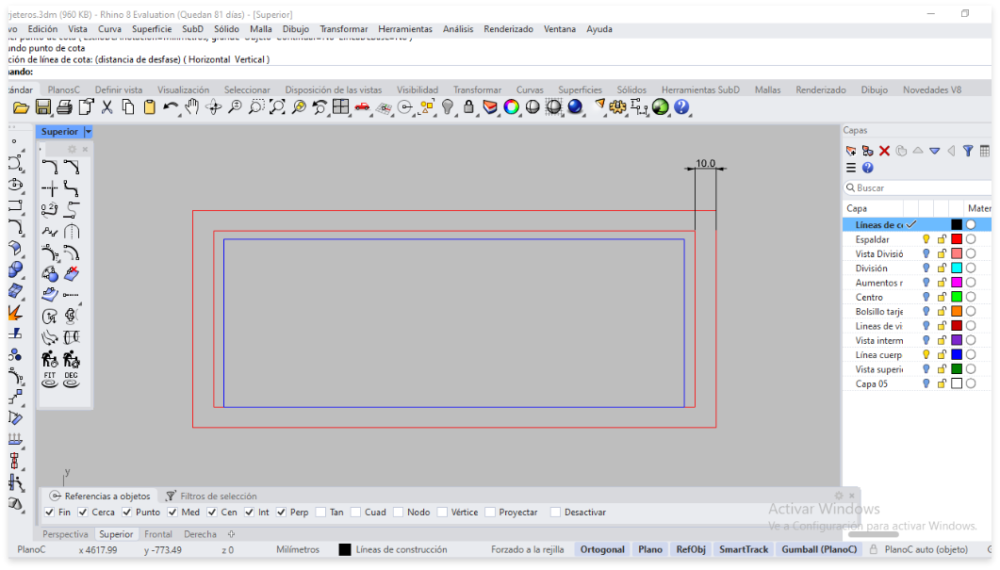 rjeteros.3dm (960 KB) - Rhino 8 Evaluation (Quedan 81 días) - [Superior]
vo Edición Vista Curva Superficie SubD Sólido Malla Dibujo Transformar Herramientas Análisis Renderizado Ventana Ayuda
undo punto de cota
ción de línea de cota: (distancia de desfase) ( Horizontal Vertical )
mando:
ándar PlanosC Definir vista Visualización Seleccionar Disposición de las vistas Visibilidad Transformar Curvas Superficies Sólidos Herramientas SubD Mallas Renderizado Dibujo Novedades V8
Superior
FIT DEG
10.0
y
Capas
Buscar
Capa Mater
Líneas de co
Espaldar
Vista Divisió
División
Aumentos r
Centro
Bolsillo tarje
Lineas de vi
Vista interm
Línea cuerp
Vista superi
Capa 05
Referencias a objetos Filtros de selección
Fin Cerca Punto Med Cen Int Perp Tan Cuad Nodo Vértice Proyectar Desactivar
Activar Windows
Ve a Configuración para activar Windows.
Perspectiva Superior Frontal Derecha
PlanoC x 4617.99 y -773.49 z 0 Milímetros Líneas de construcción Forzado a la rejilla Ortogonal Plano RefObj SmartTrack Gumball (PlanoC) PlanoC auto (objeto)